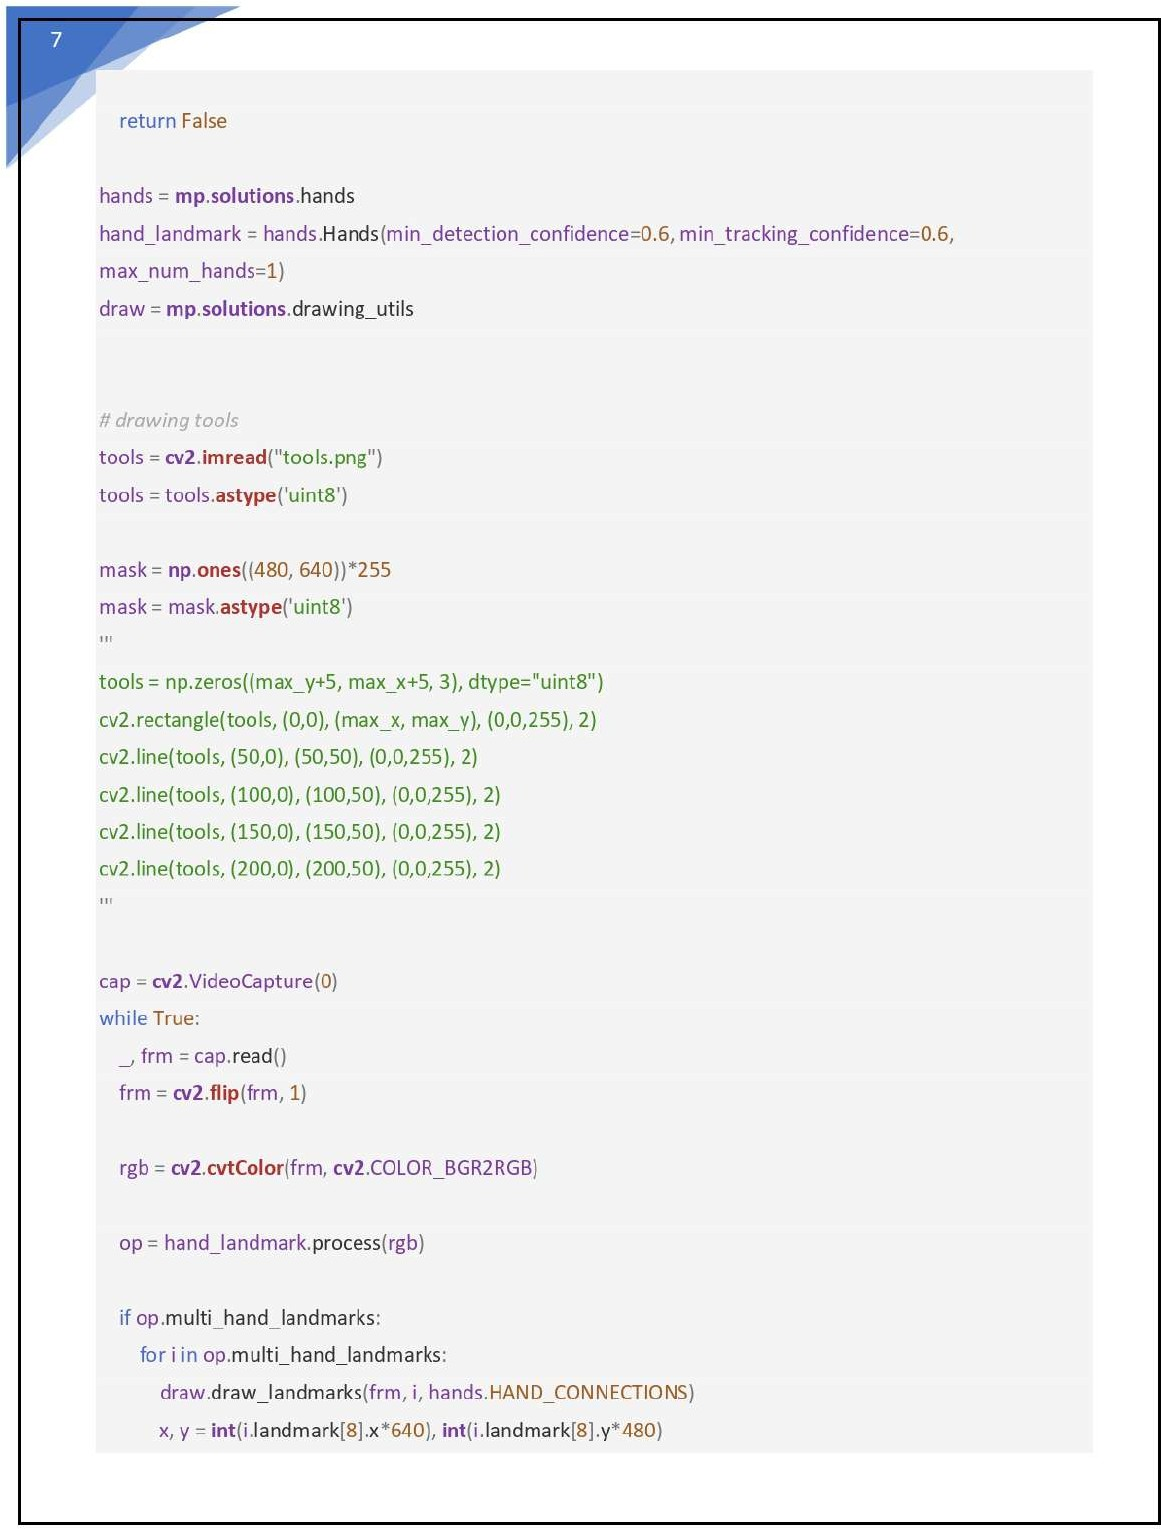 7
return False
hands = mp.solutions.hands
hand_landmark = hands.Hands(min_detection_confidence=0.6, min_tracking_confidence=0.6,
max_num_hands=1)
draw = mp.solutions.drawing_utils
# drawing tools
tools = cv2.imread("tools.png")
tools = tools.astype('uint8')
mask = np.ones((480, 640))*255
mask = mask.astype('uint8')
'''
tools = np.zeros((max_y+5, max_x+5, 3), dtype="uint8")
cv2.rectangle(tools, (0,0), (max_x, max_y), (0,0,255), 2)
cv2.line(tools, (50,0), (50,50), (0,0,255), 2)
cv2.line(tools, (100,0), (100,50), (0,0,255), 2)
cv2.line(tools, (150,0), (150,50), (0,0,255), 2)
cv2.line(tools, (200,0), (200,50), (0,0,255), 2)
'''
cap = cv2.VideoCapture(0)
while True:
_, frm = cap.read()
frm = cv2.flip(frm, 1)
rgb = cv2.cvtColor(frm, cv2.COLOR_BGR2RGB)
op = hand_landmark.process(rgb)
if op.multi_hand_landmarks:
for i in op.multi_hand_landmarks:
draw.draw_landmarks(frm, i, hands.HAND_CONNECTIONS)
x, y = int(i.landmark[8].x*640), int(i.landmark[8].y*480)